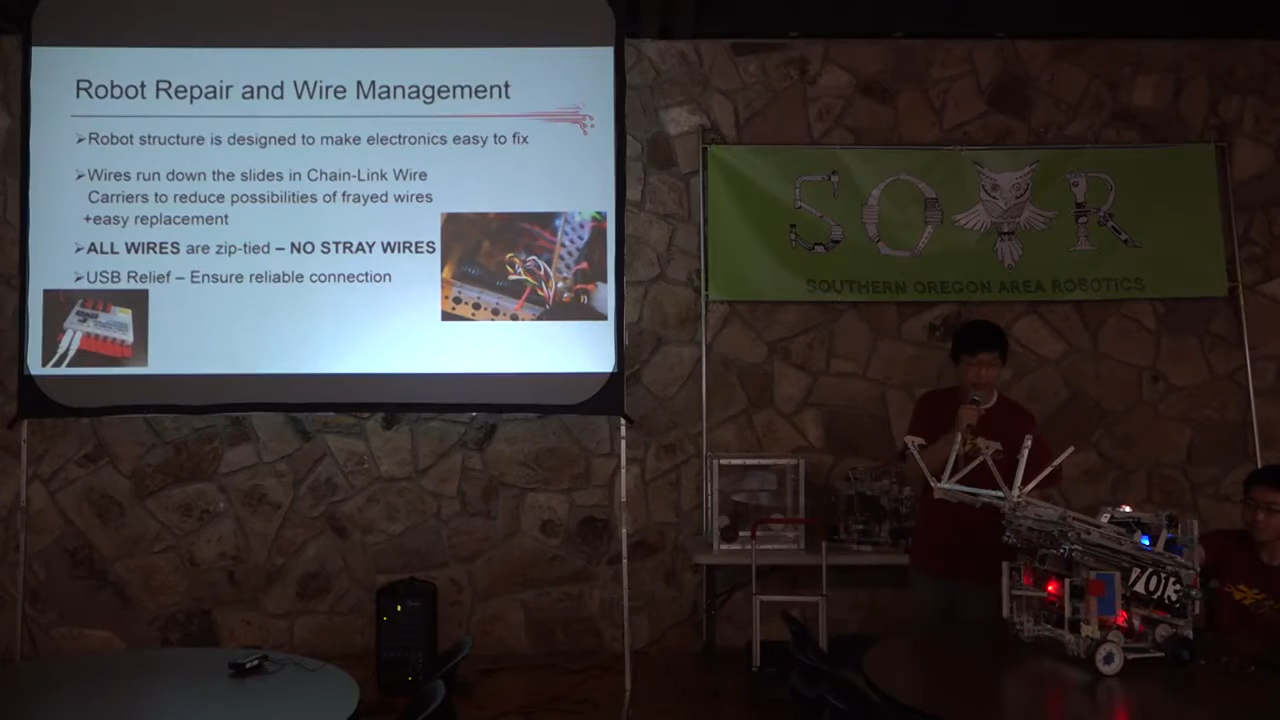 Robot Repair and Wire Management
➢Robot structure is designed to make electronics easy to fix
➢Wires run down the slides in Chain-Link Wire
Carriers to reduce possibilities of frayed wires
+easy replacement
➢ALL WIRES are zip-tied – NO STRAY WIRES
➢USB Relief – Ensure reliable connection
SOAR
SOUTHERN OREGON AREA ROBOTICS
7013